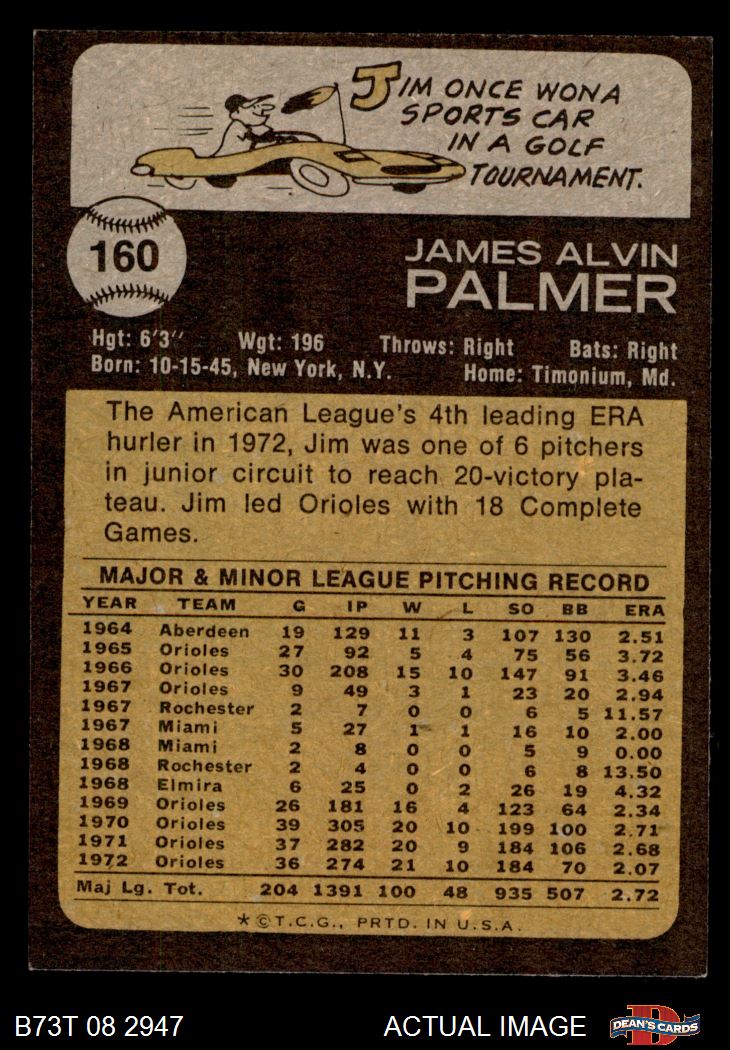 JIM ONCE WON A
SPORTS CAR
IN A GOLF
TOURNAMENT.
160
JAMES ALVIN
PALMER
Hgt: 6'3" Wgt: 196 Throws: Right Bats: Right
Born: 10-15-45, New York, N.Y. Home: Timonium, Md.
The American League's 4th leading ERA
hurler in 1972, Jim was one of 6 pitchers
in junior circuit to reach 20-victory pla-
teau. Jim led Orioles with 18 Complete
Games.
MAJOR & MINOR LEAGUE PITCHING RECORD
YEAR TEAM G IP W L SO BB ERA
1964 Aberdeen 19 129 11 3 107 130 2.51
1965 Orioles 27 92 5 4 75 56 3.72
1966 Orioles 30 208 15 10 147 91 3.46
1967 Orioles 9 49 3 1 23 20 2.94
1967 Rochester 2 7 0 0 6 5 11.57
1967 Miami 5 27 1 1 16 10 2.00
1968 Miami 2 8 0 0 5 9 0.00
1968 Rochester 2 4 0 0 6 8 13.50
1968 Elmira 6 25 0 2 26 19 4.32
1969 Orioles 26 181 16 4 123 64 2.34
1970 Orioles 39 305 20 10 199 100 2.71
1971 Orioles 37 282 20 9 184 106 2.68
1972 Orioles 36 274 21 10 184 70 2.07
Maj Lg. Tot. 204 1391 100 48 935 507 2.72
*©T.C.G., PRTD. IN U.S.A.
B73T 08 2947 ACTUAL IMAGE DEAN'S CARDS